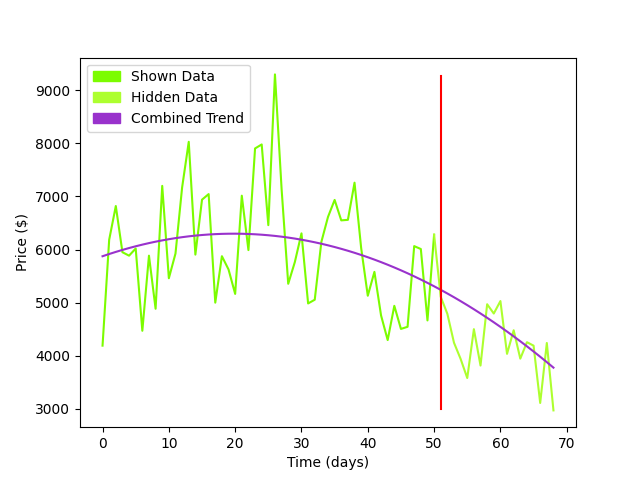 Shown Data
Hidden Data
Combined Trend
Price ($)
9000
8000
7000
6000
5000
4000
3000
0 10 20 30 40 50 60 70
Time (days)